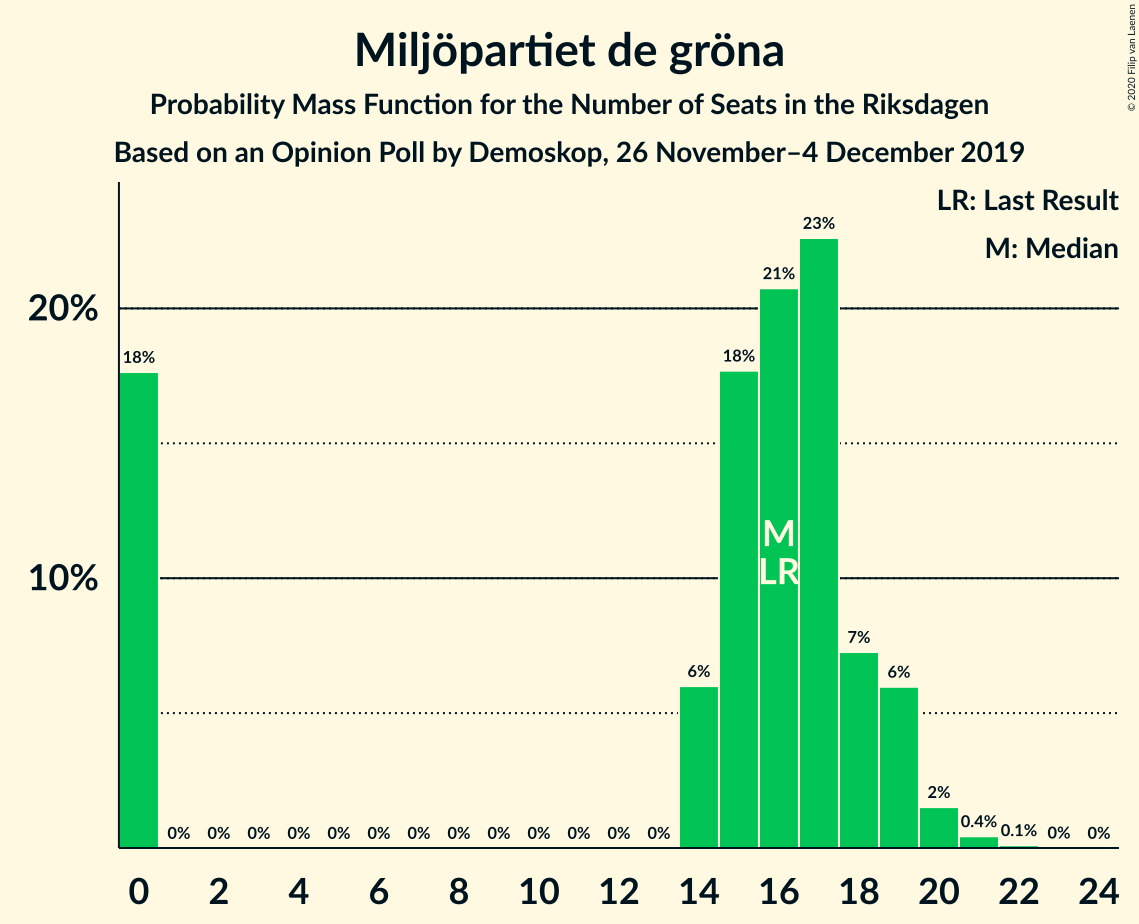 Miljöpartiet de gröna
Probability Mass Function for the Number of Seats in the Riksdagen
Based on an Opinion Poll by Demoskop, 26 November–4 December 2019
© 2020 Filip van Laenen
LR: Last Result
M: Median
23%
21%
20%
18%
18%
M
LR
10%
7%
6%
6%
2%
0.4%
0.1%
0% 0% 0% 0% 0% 0% 0% 0% 0% 0% 0% 0% 0% 0% 0%
0 2 4 6 8 10 12 14 16 18 20 22 24